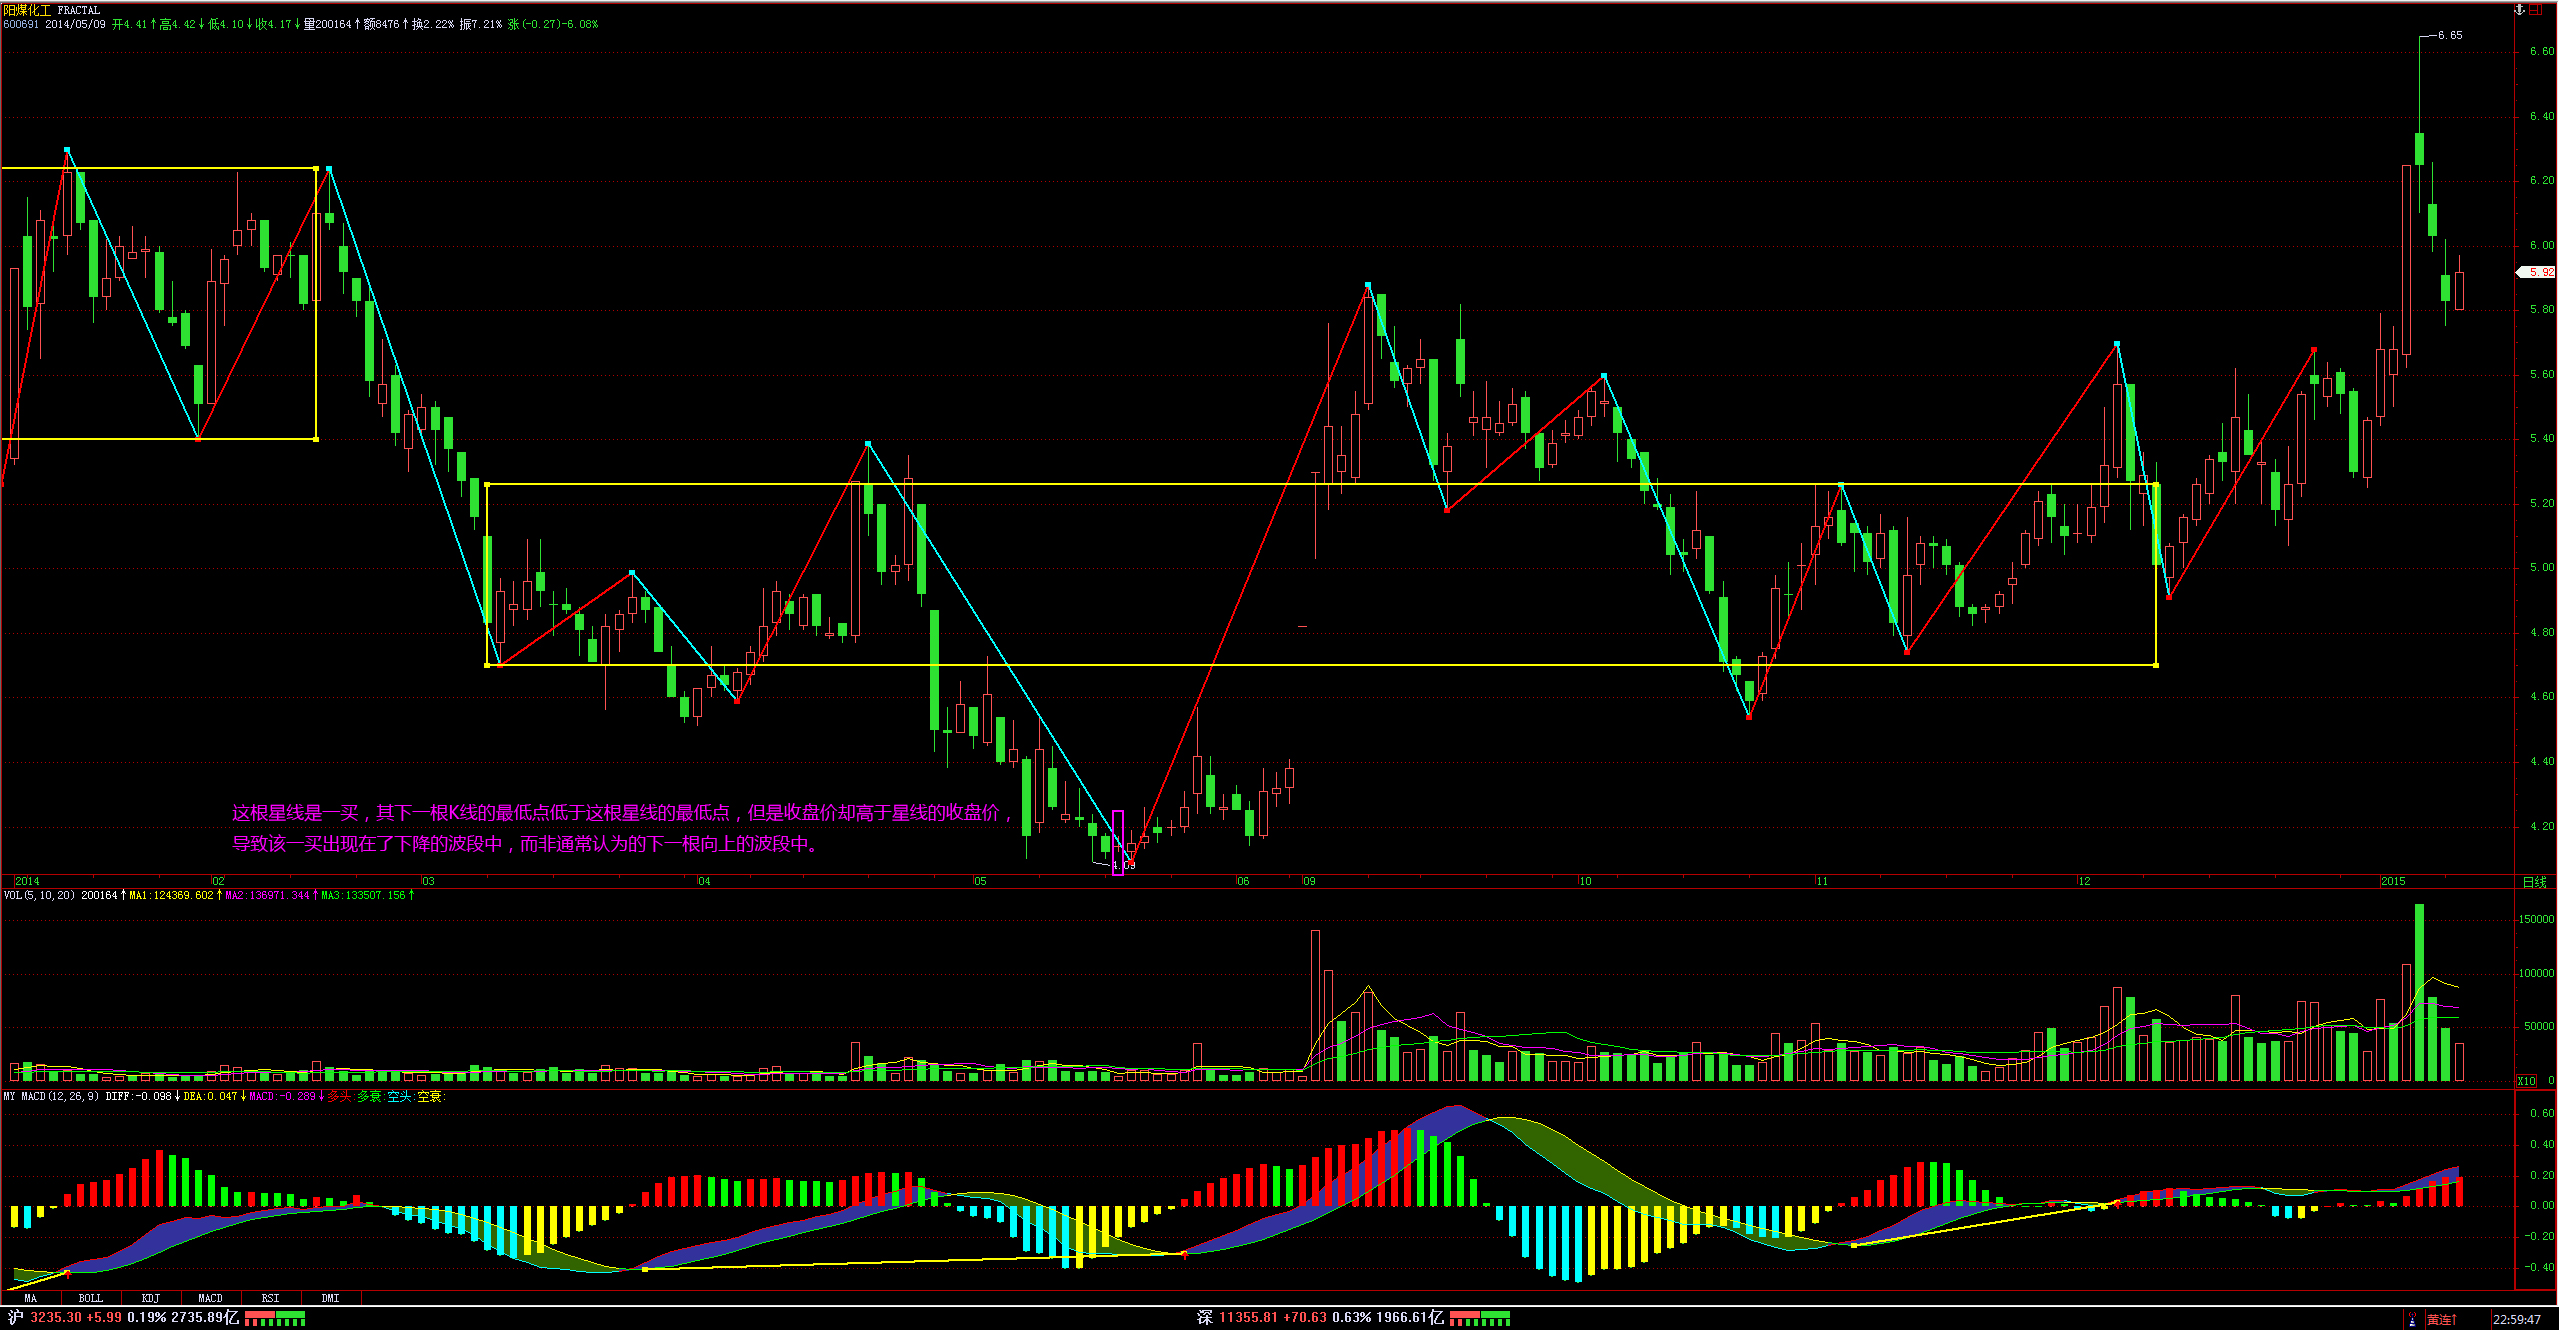 阳煤化工 FRACTAL
600691 2014/05/09 开4.41↑高4.42↓低4.10↓收4.17↓量200164↑额8476↑换2.22% 振7.21% 涨(-0.27)-6.08%
6.65
6.60
6.40
6.20
6.00
5.92
5.80
5.60
5.40
5.20
5.00
4.80
4.60
4.40
4.20
这根星线是一买，其下一根K线的最低点低于这根星线的最低点，但是收盘价却高于星线的收盘价，
导致该一买出现在了下降的波段中，而非通常认为的下一根向上的波段中。
4.09
2014 02 03 04 05 06 09 10 11 12 2015 日线
VOL(5,10,20) 200164↑MA1:124369.602↑MA2:136971.344↑MA3:133507.156↑
150000
100000
50000
X10 0
MY MACD(12,26,9) DIFF:-0.098↓DEA:0.047↓MACD:-0.289↓多头:多衰:空头:空衰:
0.60
0.40
0.20
0.00
-0.20
-0.40
MA BOLL KDJ MACD RSI DMI
沪 3235.30 +5.99 0.19% 2735.89亿 深 11355.81 +70.63 0.63% 1966.61亿 黄连↑ 22:59:47